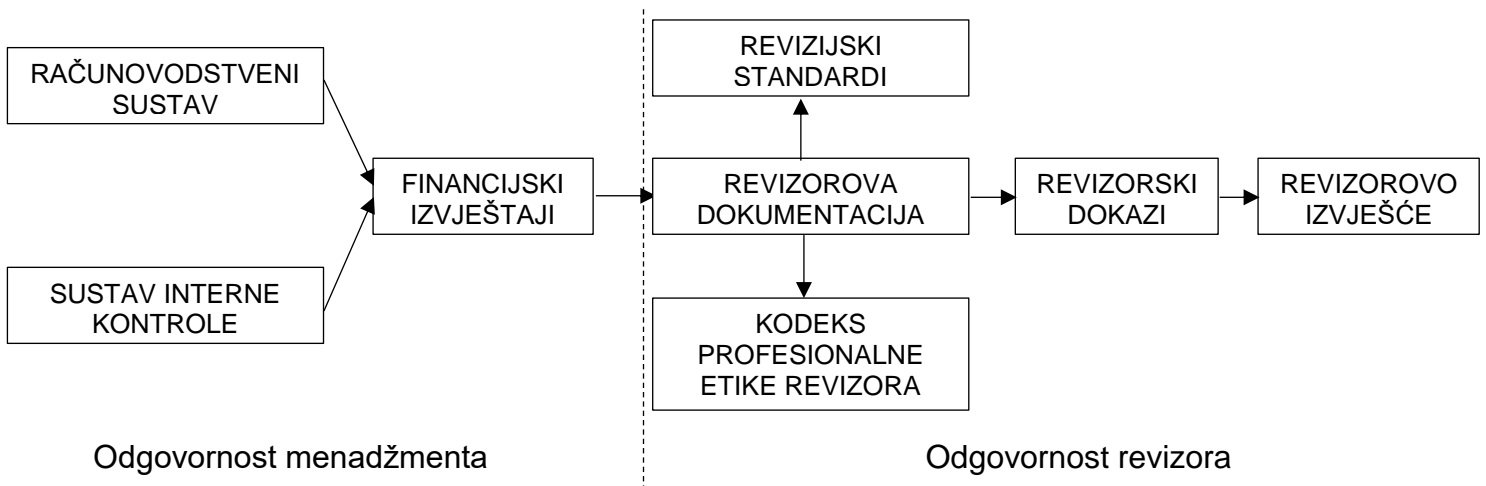 RAČUNOVODSTVENI
SUSTAV
SUSTAV INTERNE
KONTROLE
FINANCIJSKI
IZVJEŠTAJI
REVIZIJSKI
STANDARDI
REVIZOROVA
DOKUMENTACIJA
KODEKS
PROFESIONALNE
ETIKE REVIZORA
REVIZORSKI
DOKAZI
REVIZOROVO
IZVJEŠĆE
Odgovornost menadžmenta
Odgovornost revizora